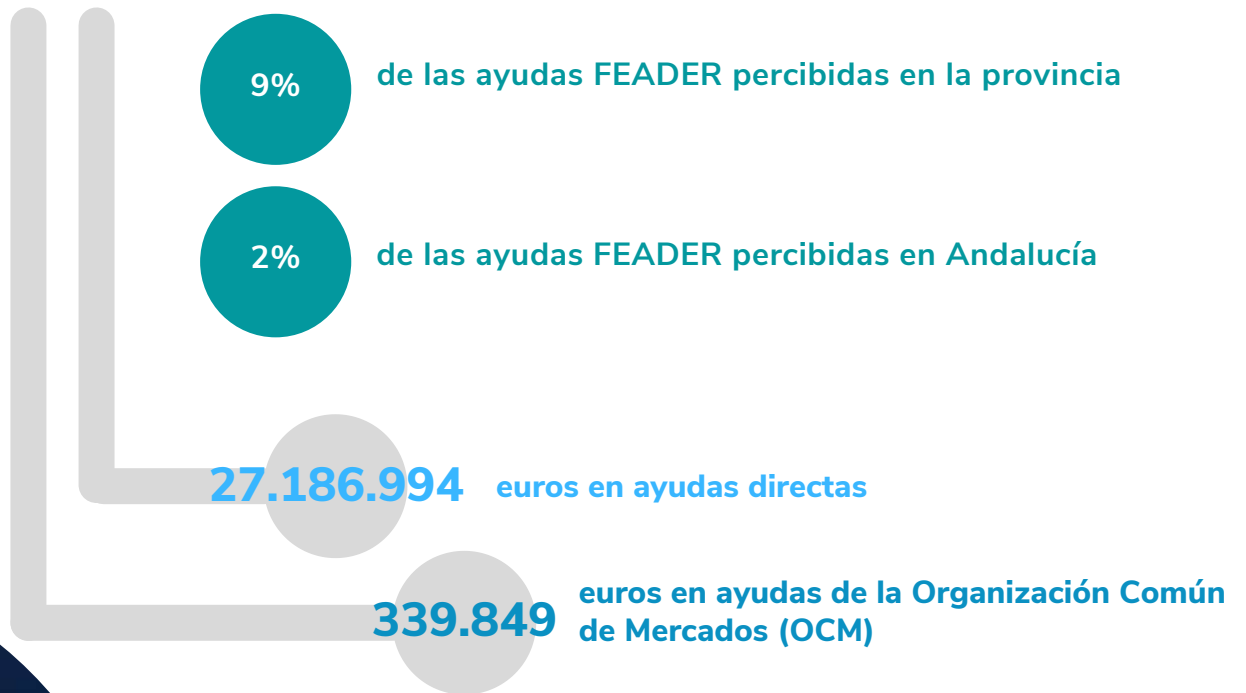 9%
de las ayudas FEADER percibidas en la provincia
2%
de las ayudas FEADER percibidas en Andalucía
27.186.994
euros en ayudas directas
339.849
euros en ayudas de la Organización Común
de Mercados (OCM)